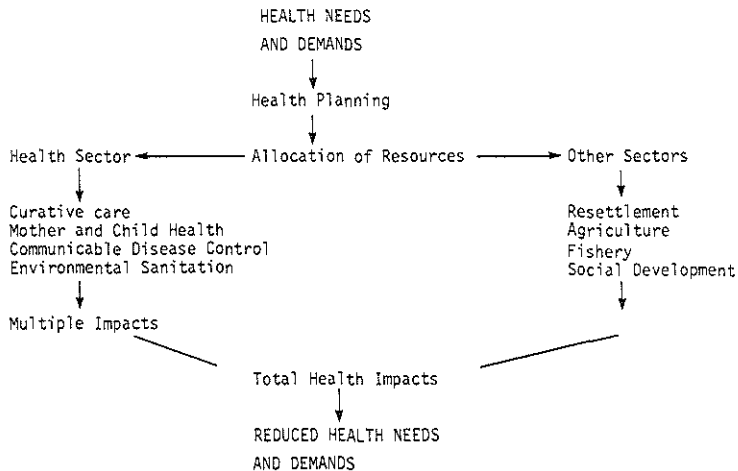 HEALTH NEEDS
AND DEMANDS
Health Planning
Health Sector
Allocation of Resources
Other Sectors
Curative care
Mother and Child Health
Communicable Disease Control
Environmental Sanitation
Resettlement
Agriculture
Fishery
Social Development
Multiple Impacts
Total Health Impacts
REDUCED HEALTH NEEDS
AND DEMANDS